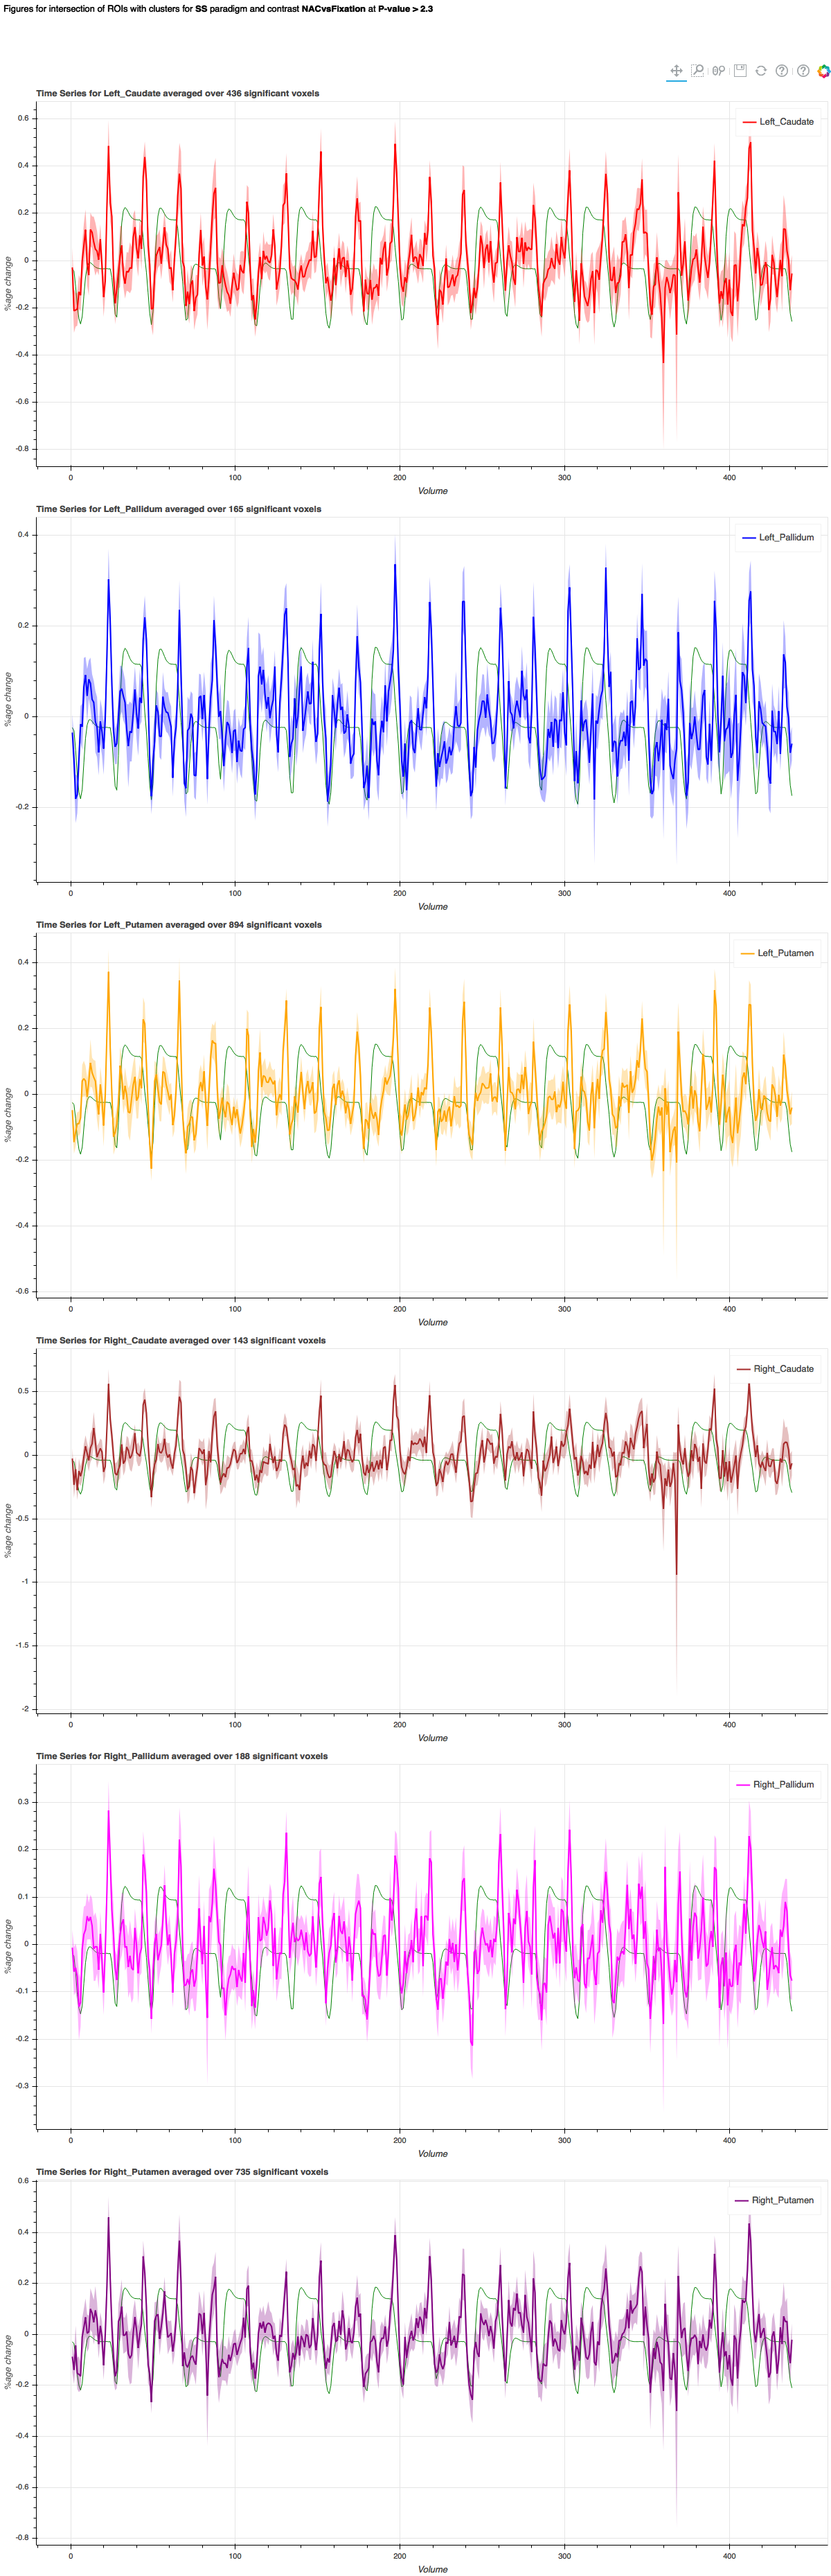 Figures for intersection of ROIs with clusters for SS paradigm and contrast NACvsFixation at P-value > 2.3
Time Series for Left_Caudate averaged over 436 significant voxels
Left_Caudate
0.6
0.4
0.2
0
-0.2
-0.4
-0.6
-0.8
%age change
0 100 200 300 400
Volume
Time Series for Left_Pallidum averaged over 165 significant voxels
Left_Pallidum
0.4
0.2
0
-0.2
%age change
0 100 200 300 400
Volume
Time Series for Left_Putamen averaged over 894 significant voxels
Left_Putamen
0.4
0.2
0
-0.2
-0.4
-0.6
%age change
0 100 200 300 400
Volume
Time Series for Right_Caudate averaged over 143 significant voxels
Right_Caudate
0.5
0
-0.5
-1
-1.5
-2
%age change
0 100 200 300 400
Volume
Time Series for Right_Pallidum averaged over 188 significant voxels
Right_Pallidum
0.3
0.2
0.1
0
-0.1
-0.2
-0.3
%age change
0 100 200 300 400
Volume
Time Series for Right_Putamen averaged over 735 significant voxels
Right_Putamen
0.6
0.4
0.2
0
-0.2
-0.4
-0.6
-0.8
%age change
0 100 200 300 400
Volume